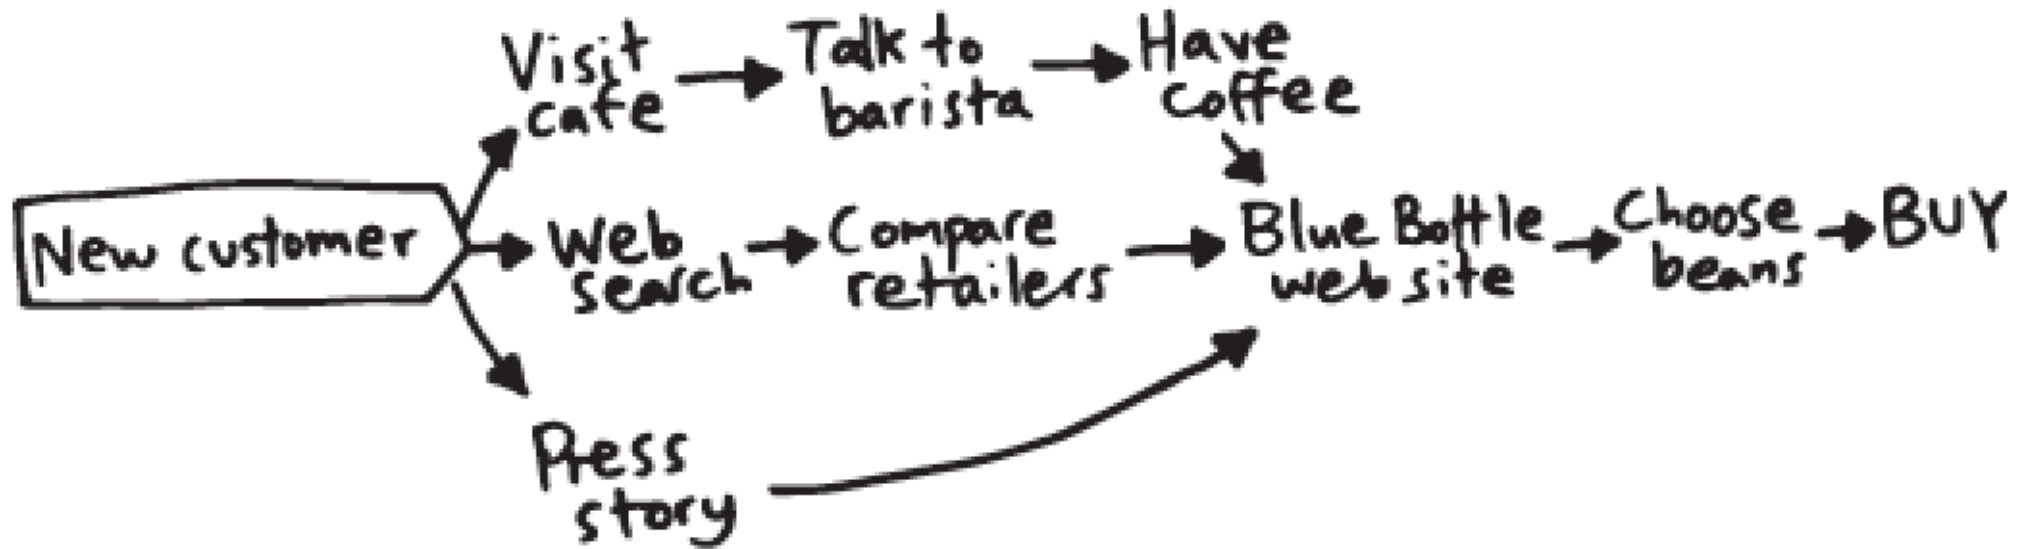 Visit
cafe
Talk to
barista
Have
coffee
New customer
Web
search
Compare
retailers
Blue Bottle
web site
Choose
beans
BUY
Press
story